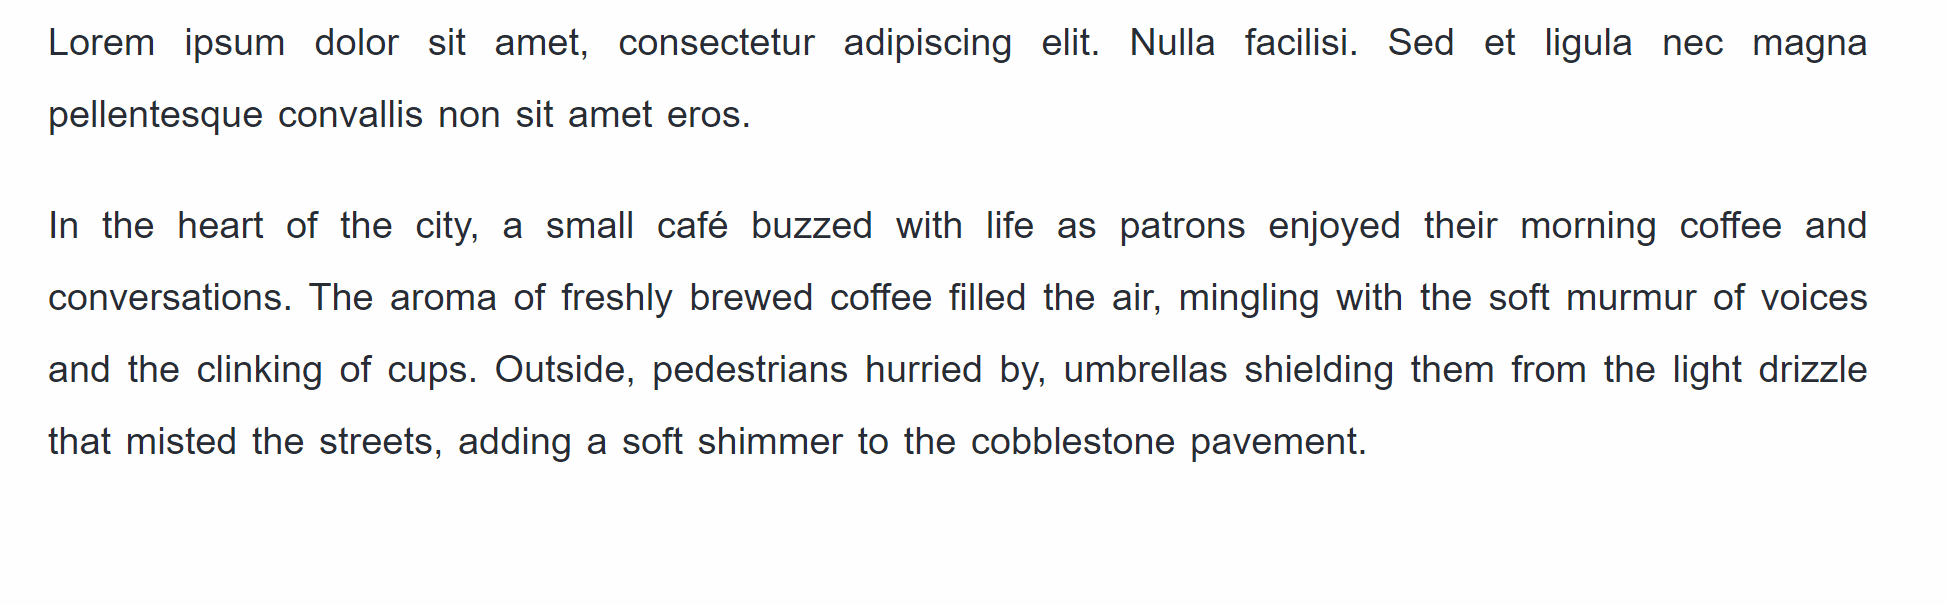 Lorem ipsum dolor sit amet, consectetur adipiscing elit. Nulla facilisi. Sed et ligula nec magna
pellentesque convallis non sit amet eros.
In the heart of the city, a small café buzzed with life as patrons enjoyed their morning coffee and
conversations. The aroma of freshly brewed coffee filled the air, mingling with the soft murmur of voices
and the clinking of cups. Outside, pedestrians hurried by, umbrellas shielding them from the light drizzle
that misted the streets, adding a soft shimmer to the cobblestone pavement.